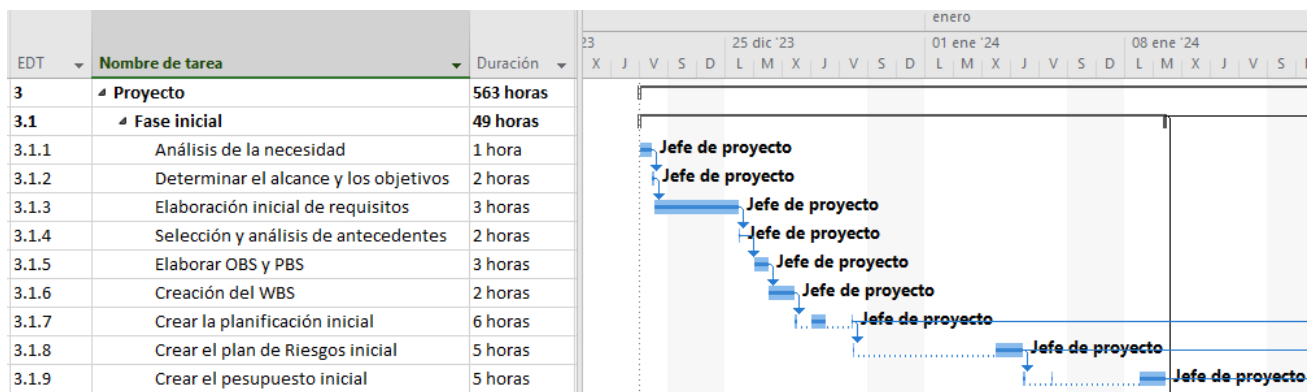 enero
23 25 dic '23 01 ene '24 08 ene '24
EDT Nombre de tarea Duración X J V S D L M X J V S D L M X J V S D L M X J V S
3 Proyecto 563 horas
3.1 Fase inicial 49 horas
3.1.1 Análisis de la necesidad 1 hora Jefe de proyecto
3.1.2 Determinar el alcance y los objetivos 2 horas Jefe de proyecto
3.1.3 Elaboración inicial de requisitos 3 horas Jefe de proyecto
3.1.4 Selección y análisis de antecedentes 2 horas Jefe de proyecto
3.1.5 Elaborar OBS y PBS 3 horas Jefe de proyecto
3.1.6 Creación del WBS 2 horas Jefe de proyecto
3.1.7 Crear la planificación inicial 6 horas Jefe de proyecto
3.1.8 Crear el plan de Riesgos inicial 5 horas Jefe de proyecto
3.1.9 Crear el pesupuesto inicial 5 horas Jefe de proyecto